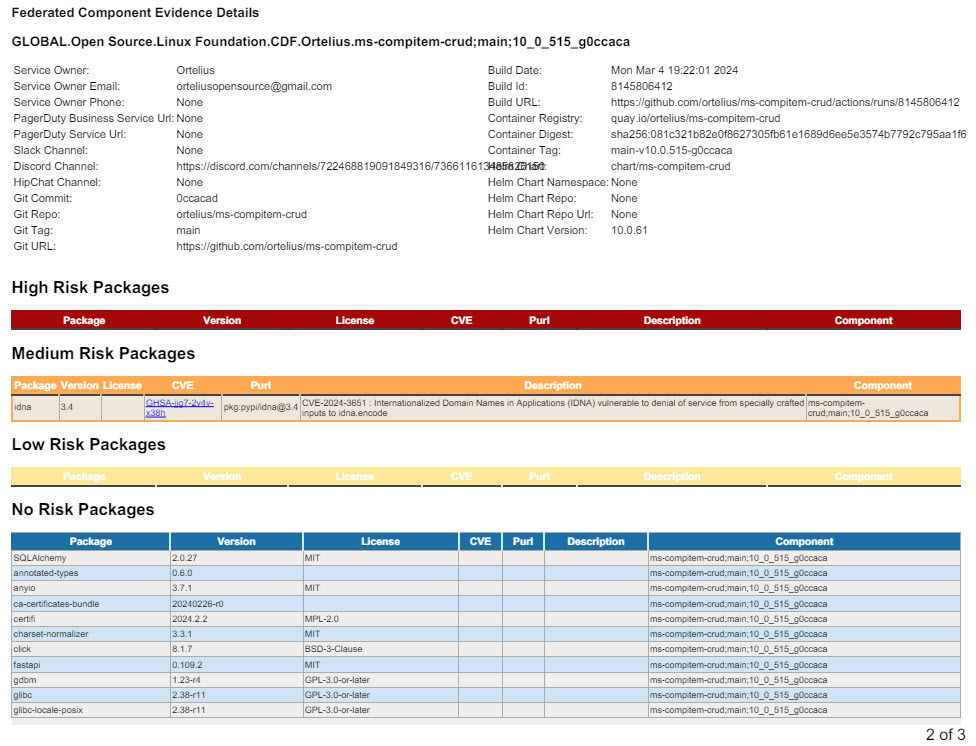 Federated Component Evidence Details
GLOBAL.Open Source.Linux Foundation.CDF.Ortelius.ms-compitem-crud;main;10_0_515_g0ccaca
Service Owner: Ortelius
Service Owner Email: orteliusopensource@gmail.com
Service Owner Phone: None
PagerDuty Business Service Url: None
PagerDuty Service Url: None
Slack Channel: None
Discord Channel: https://discord.com/channels/722468819091849316/
HipChat Channel: None
Git Commit: 0ccacad
Git Repo: ortelius/ms-compitem-crud
Git Tag: main
Git URL: https://github.com/ortelius/ms-compitem-crud
Build Date: Mon Mar 4 19:22:01 2024
Build Id: 8145806412
Build URL: https://github.com/ortelius/ms-compitem-crud/actions/runs/8145806412
Container Registry: quay.io/ortelius/ms-compitem-crud
Container Digest: sha256:081c321b82e0f8627305fb61e1689d6ee5e3574b7792c795aa1f6
Container Tag: main-v10.0.515-g0ccaca
chart/ms-compitem-crud
Helm Chart Namespace: None
Helm Chart Repo: None
Helm Chart Repo Url: None
Helm Chart Version: 10.0.61
High Risk Packages
Package Version License CVE Purl Description Component
Medium Risk Packages
Package Version License CVE Purl Description Component
idna 3.4 GHSA-jjg7-2v4v-x38h pkg:pypi/idna@3.4 CVE-2024-3651 : Internationalized Domain Names in Applications (IDNA) vulnerable to denial of service from specially crafted inputs to idna.encode ms-compitem-crud;main;10_0_515_g0ccaca
Low Risk Packages
Package Version License CVE Purl Description Component
No Risk Packages
Package Version License CVE Purl Description Component
SQLAlchemy 2.0.27 MIT ms-compitem-crud;main;10_0_515_g0ccaca
annotated-types 0.6.0 ms-compitem-crud;main;10_0_515_g0ccaca
anyio 3.7.1 MIT ms-compitem-crud;main;10_0_515_g0ccaca
ca-certificates-bundle 20240226-r0 ms-compitem-crud;main;10_0_515_g0ccaca
certifi 2024.2.2 MPL-2.0 ms-compitem-crud;main;10_0_515_g0ccaca
charset-normalizer 3.3.1 MIT ms-compitem-crud;main;10_0_515_g0ccaca
click 8.1.7 BSD-3-Clause ms-compitem-crud;main;10_0_515_g0ccaca
fastapi 0.109.2 MIT ms-compitem-crud;main;10_0_515_g0ccaca
gdbm 1.23-r4 GPL-3.0-or-later ms-compitem-crud;main;10_0_515_g0ccaca
glibc 2.38-r11 GPL-3.0-or-later ms-compitem-crud;main;10_0_515_g0ccaca
glibc-locale-posix 2.38-r11 GPL-3.0-or-later ms-compitem-crud;main;10_0_515_g0ccaca
2 of 3